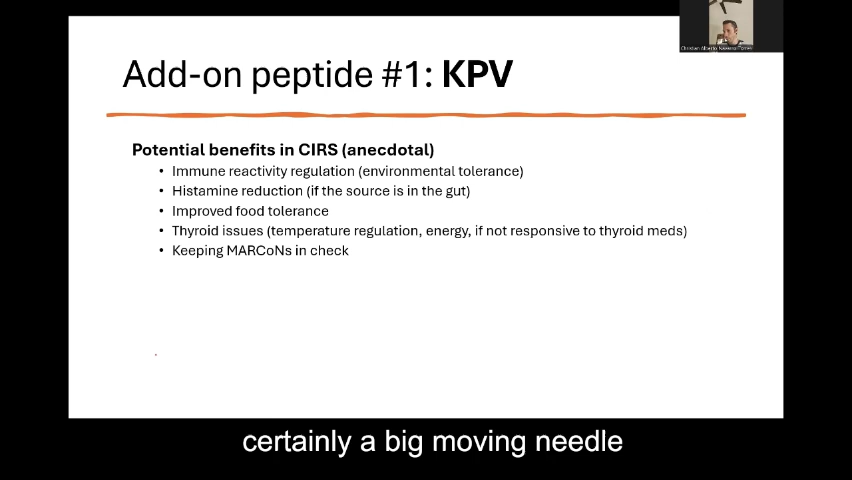 Add-on peptide #1: KPV
Potential benefits in CIRS (anecdotal)
• Immune reactivity regulation (environmental tolerance)
• Histamine reduction (if the source is in the gut)
• Improved food tolerance
• Thyroid issues (temperature regulation, energy, if not responsive to thyroid meds)
• Keeping MARCoNs in check
certainly a big moving needle